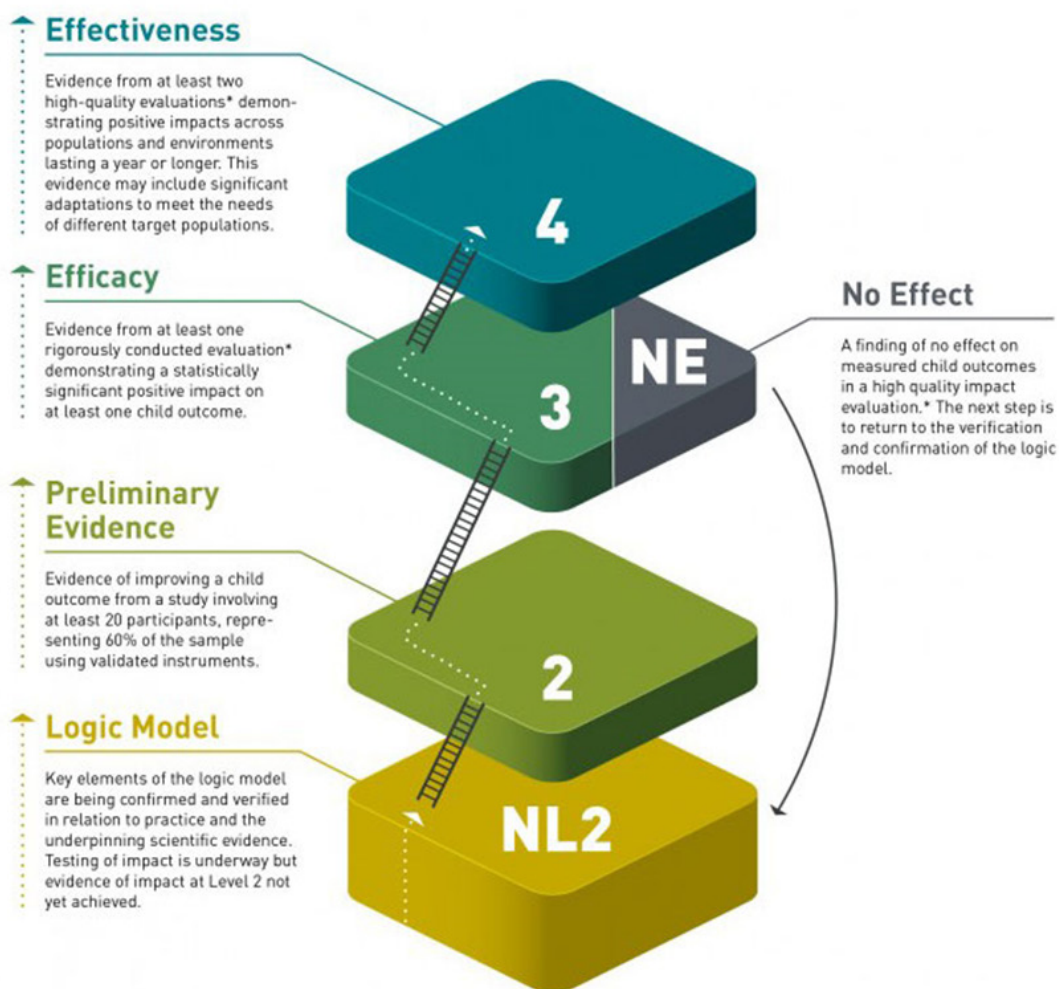 Effectiveness
Evidence from at least two
high-quality evaluations* demon-
strating positive impacts across
populations and environments
lasting a year or longer. This
evidence may include significant
adaptations to meet the needs
of different target populations.
4
Efficacy
Evidence from at least one
rigorously conducted evaluation*
demonstrating a statistically
significant positive impact on
at least one child outcome.
3
NE
No Effect
A finding of no effect on
measured child outcomes
in a high quality impact
evaluation.* The next step is
to return to the verification
and confirmation of the logic
model.
Preliminary
Evidence
Evidence of improving a child
outcome from a study involving
at least 20 participants, repre-
senting 60% of the sample
using validated instruments.
2
Logic Model
Key elements of the logic model
are being confirmed and verified
in relation to practice and the
underpinning scientific evidence.
Testing of impact is underway but
evidence of impact at Level 2 not
yet achieved.
NL2